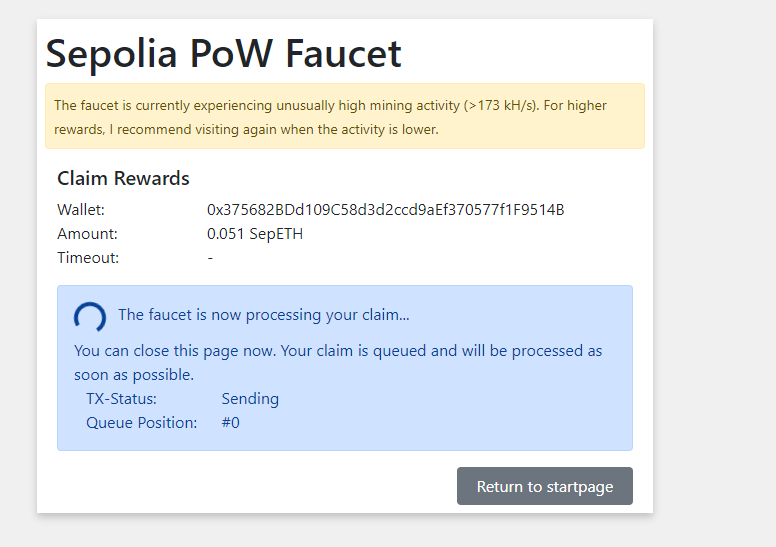 Sepolia PoW Faucet
The faucet is currently experiencing unusually high mining activity (>173 kH/s). For higher
rewards, I recommend visiting again when the activity is lower.
Claim Rewards
Wallet: 0x375682BDd109C58d3d2ccd9aEf370577f1F9514B
Amount: 0.051 SepETH
Timeout: -
The faucet is now processing your claim...
You can close this page now. Your claim is queued and will be processed as
soon as possible.
TX-Status: Sending
Queue Position: #0
Return to startpage